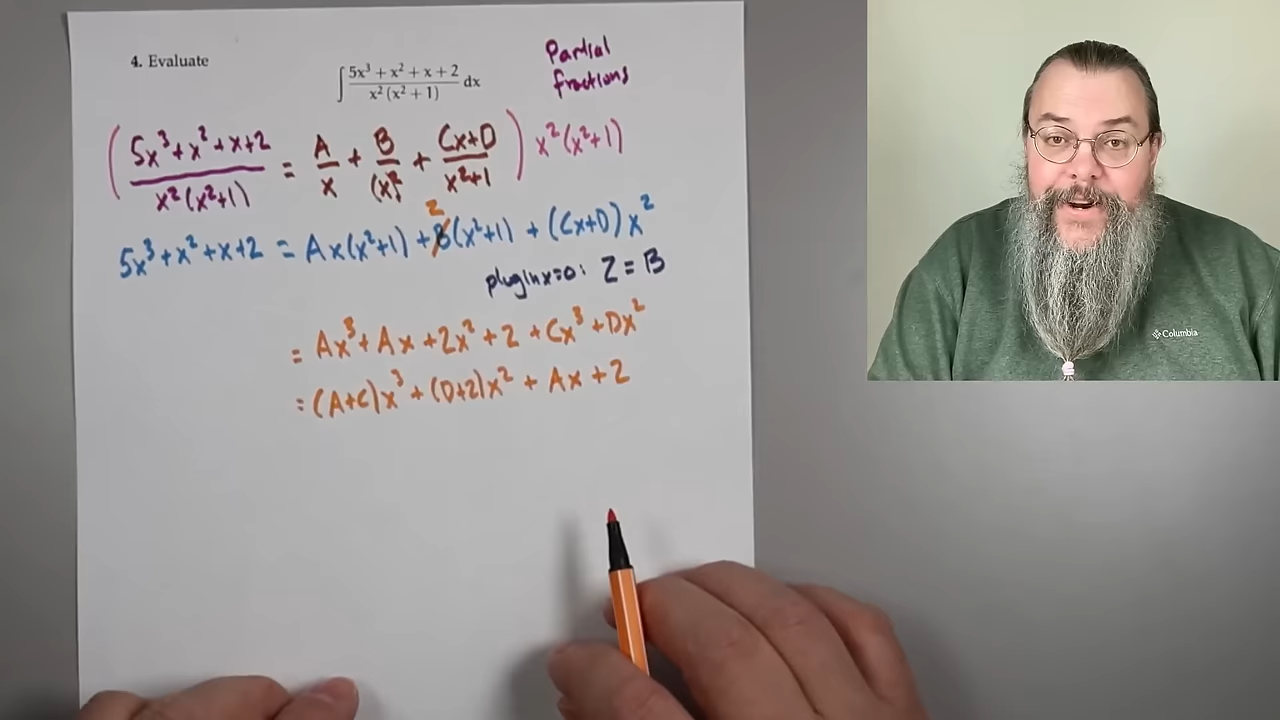 4. Evaluate
∫ 5x³ + x² + x + 2 / x² (x² + 1) dx
Partial
fractions
( 5x³+x²+x+2 / x²(x²+1) = A/x + B/(x)² + Cx+D / x²+1 ) x²(x²+1)
2
5x³+x²+x+2 = Ax(x²+1) + B(x²+1) + (Cx+D)x²
plug in x=0: 2 = B
= Ax³+Ax+2x²+2+Cx³+Dx²
= (A+C)x³+(D+2)x²+Ax+2
Columbia